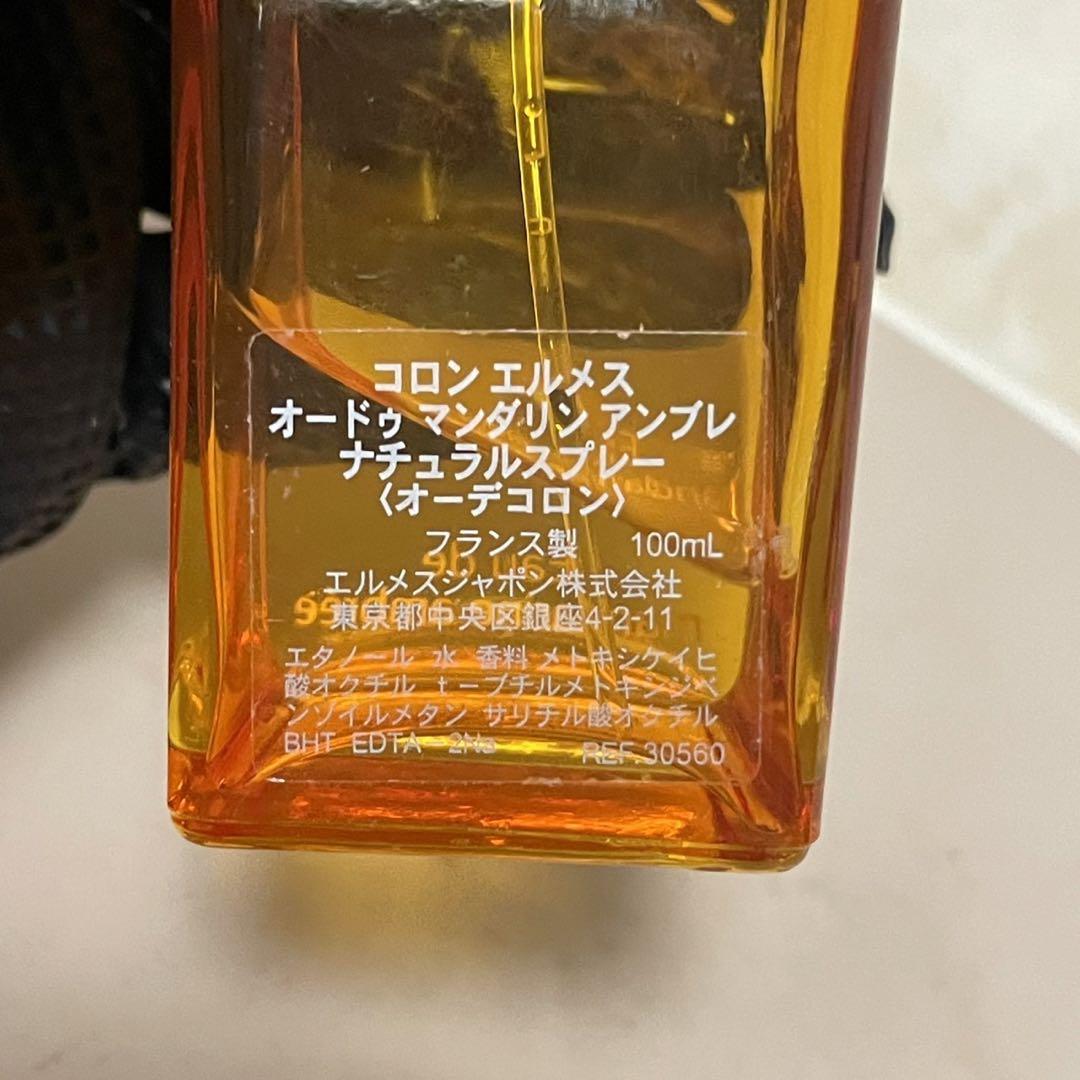 コロン エルメス
オードゥ マンダリン アンブレ
ナチュラルスプレー
〈オーデコロン〉
フランス製 100mL
エルメスジャポン株式会社
東京都中央区銀座4-2-11
エタノール 水 香料 メトキシケイヒ
酸オクチル t－ブチルメトキシジベ
ンゾイルメタン サリチル酸オクチル
BHT EDTA－2Na REF.30560